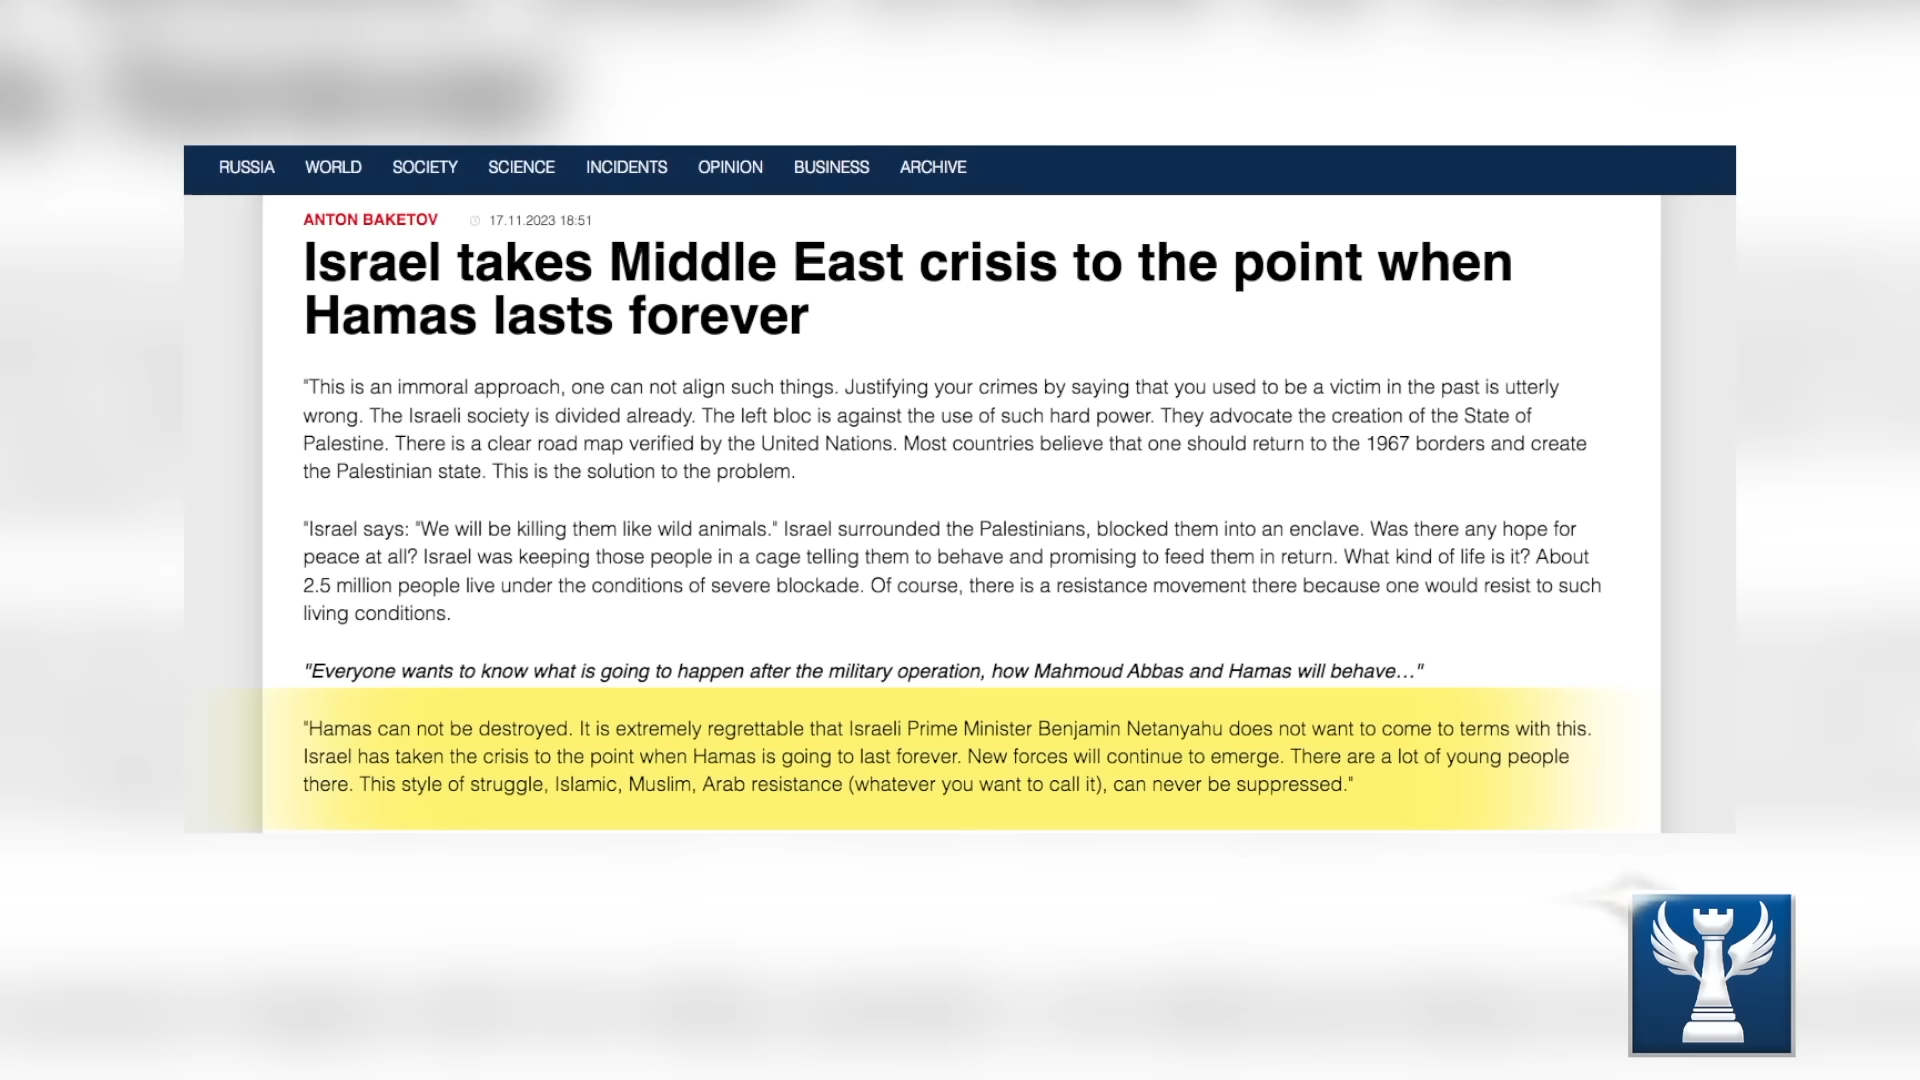 RUSSIA WORLD SOCIETY SCIENCE INCIDENTS OPINION BUSINESS ARCHIVE
ANTON BAKETOV 17.11.2023 18:51
Israel takes Middle East crisis to the point when
Hamas lasts forever
"This is an immoral approach, one can not align such things. Justifying your crimes by saying that you used to be a victim in the past is utterly
wrong. The Israeli society is divided already. The left bloc is against the use of such hard power. They advocate the creation of the State of
Palestine. There is a clear road map verified by the United Nations. Most countries believe that one should return to the 1967 borders and create
the Palestinian state. This is the solution to the problem.
"Israel says: "We will be killing them like wild animals." Israel surrounded the Palestinians, blocked them into an enclave. Was there any hope for
peace at all? Israel was keeping those people in a cage telling them to behave and promising to feed them in return. What kind of life is it? About
2.5 million people live under the conditions of severe blockade. Of course, there is a resistance movement there because one would resist to such
living conditions.
"Everyone wants to know what is going to happen after the military operation, how Mahmoud Abbas and Hamas will behave…"
"Hamas can not be destroyed. It is extremely regrettable that Israeli Prime Minister Benjamin Netanyahu does not want to come to terms with this.
Israel has taken the crisis to the point when Hamas is going to last forever. New forces will continue to emerge. There are a lot of young people
there. This style of struggle, Islamic, Muslim, Arab resistance (whatever you want to call it), can never be suppressed."